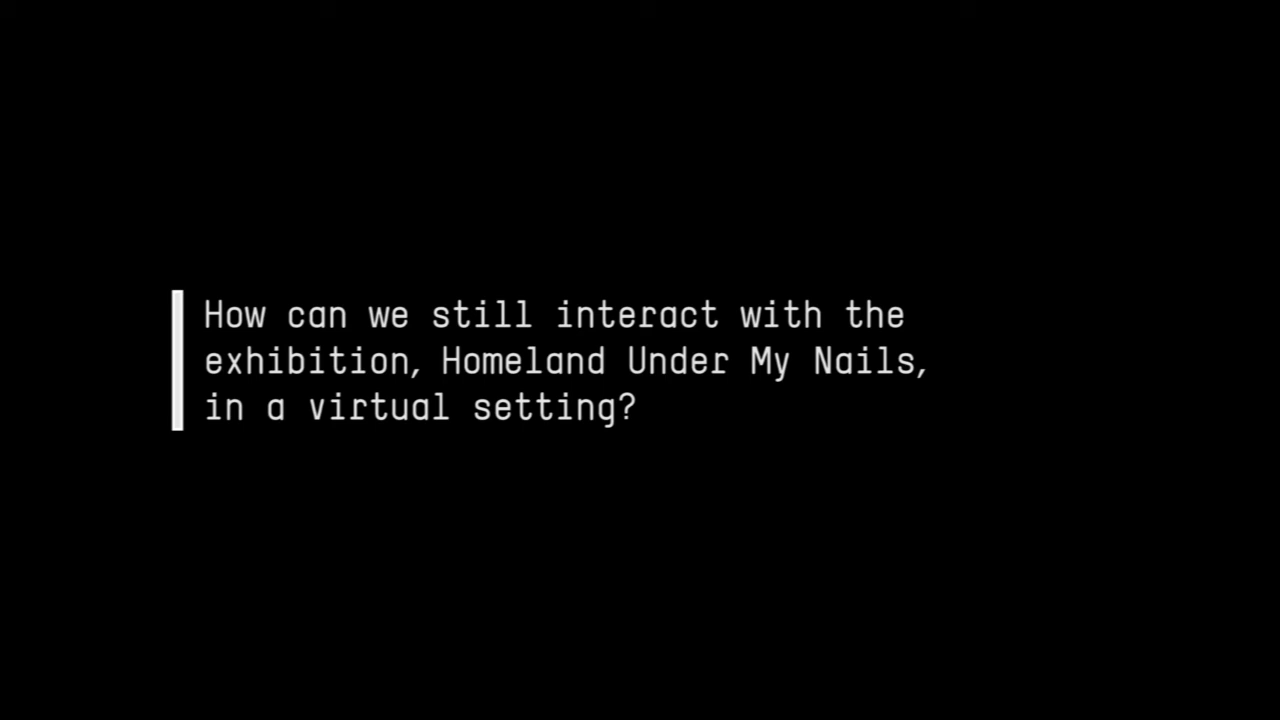 How can we still interact with the
exhibition, Homeland Under My Nails,
in a virtual setting?